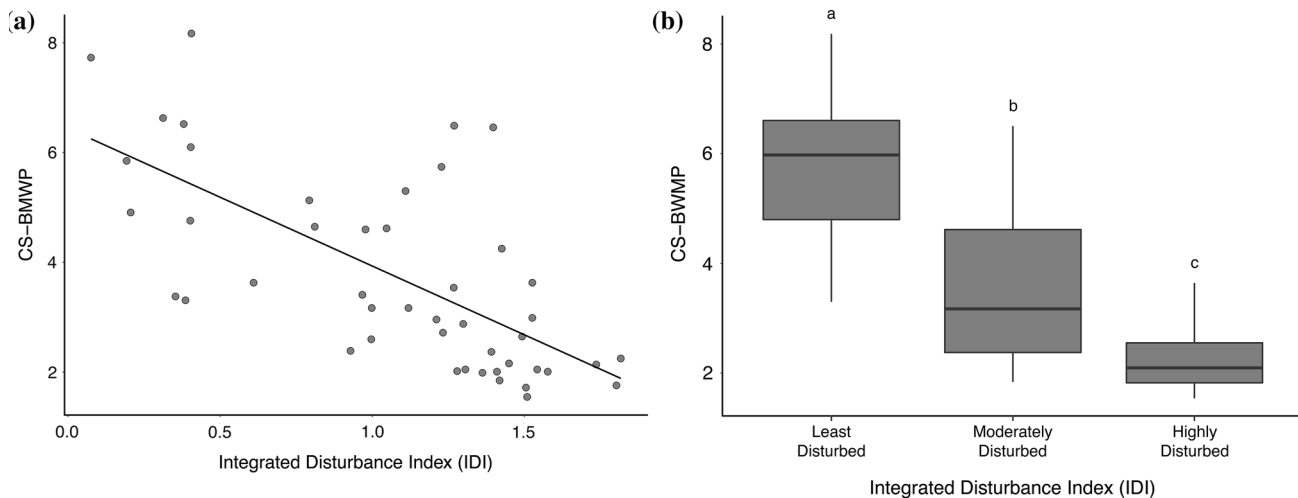 (a)
CS−BMWP
8
6
4
2
0.0 0.5 1.0 1.5
Integrated Disturbance Index (IDI)
(b)
CS−BWMP
8
6
4
2
a
b
c
Least Disturbed
Moderately Disturbed
Highly Disturbed
Integrated Disturbance Index (IDI)